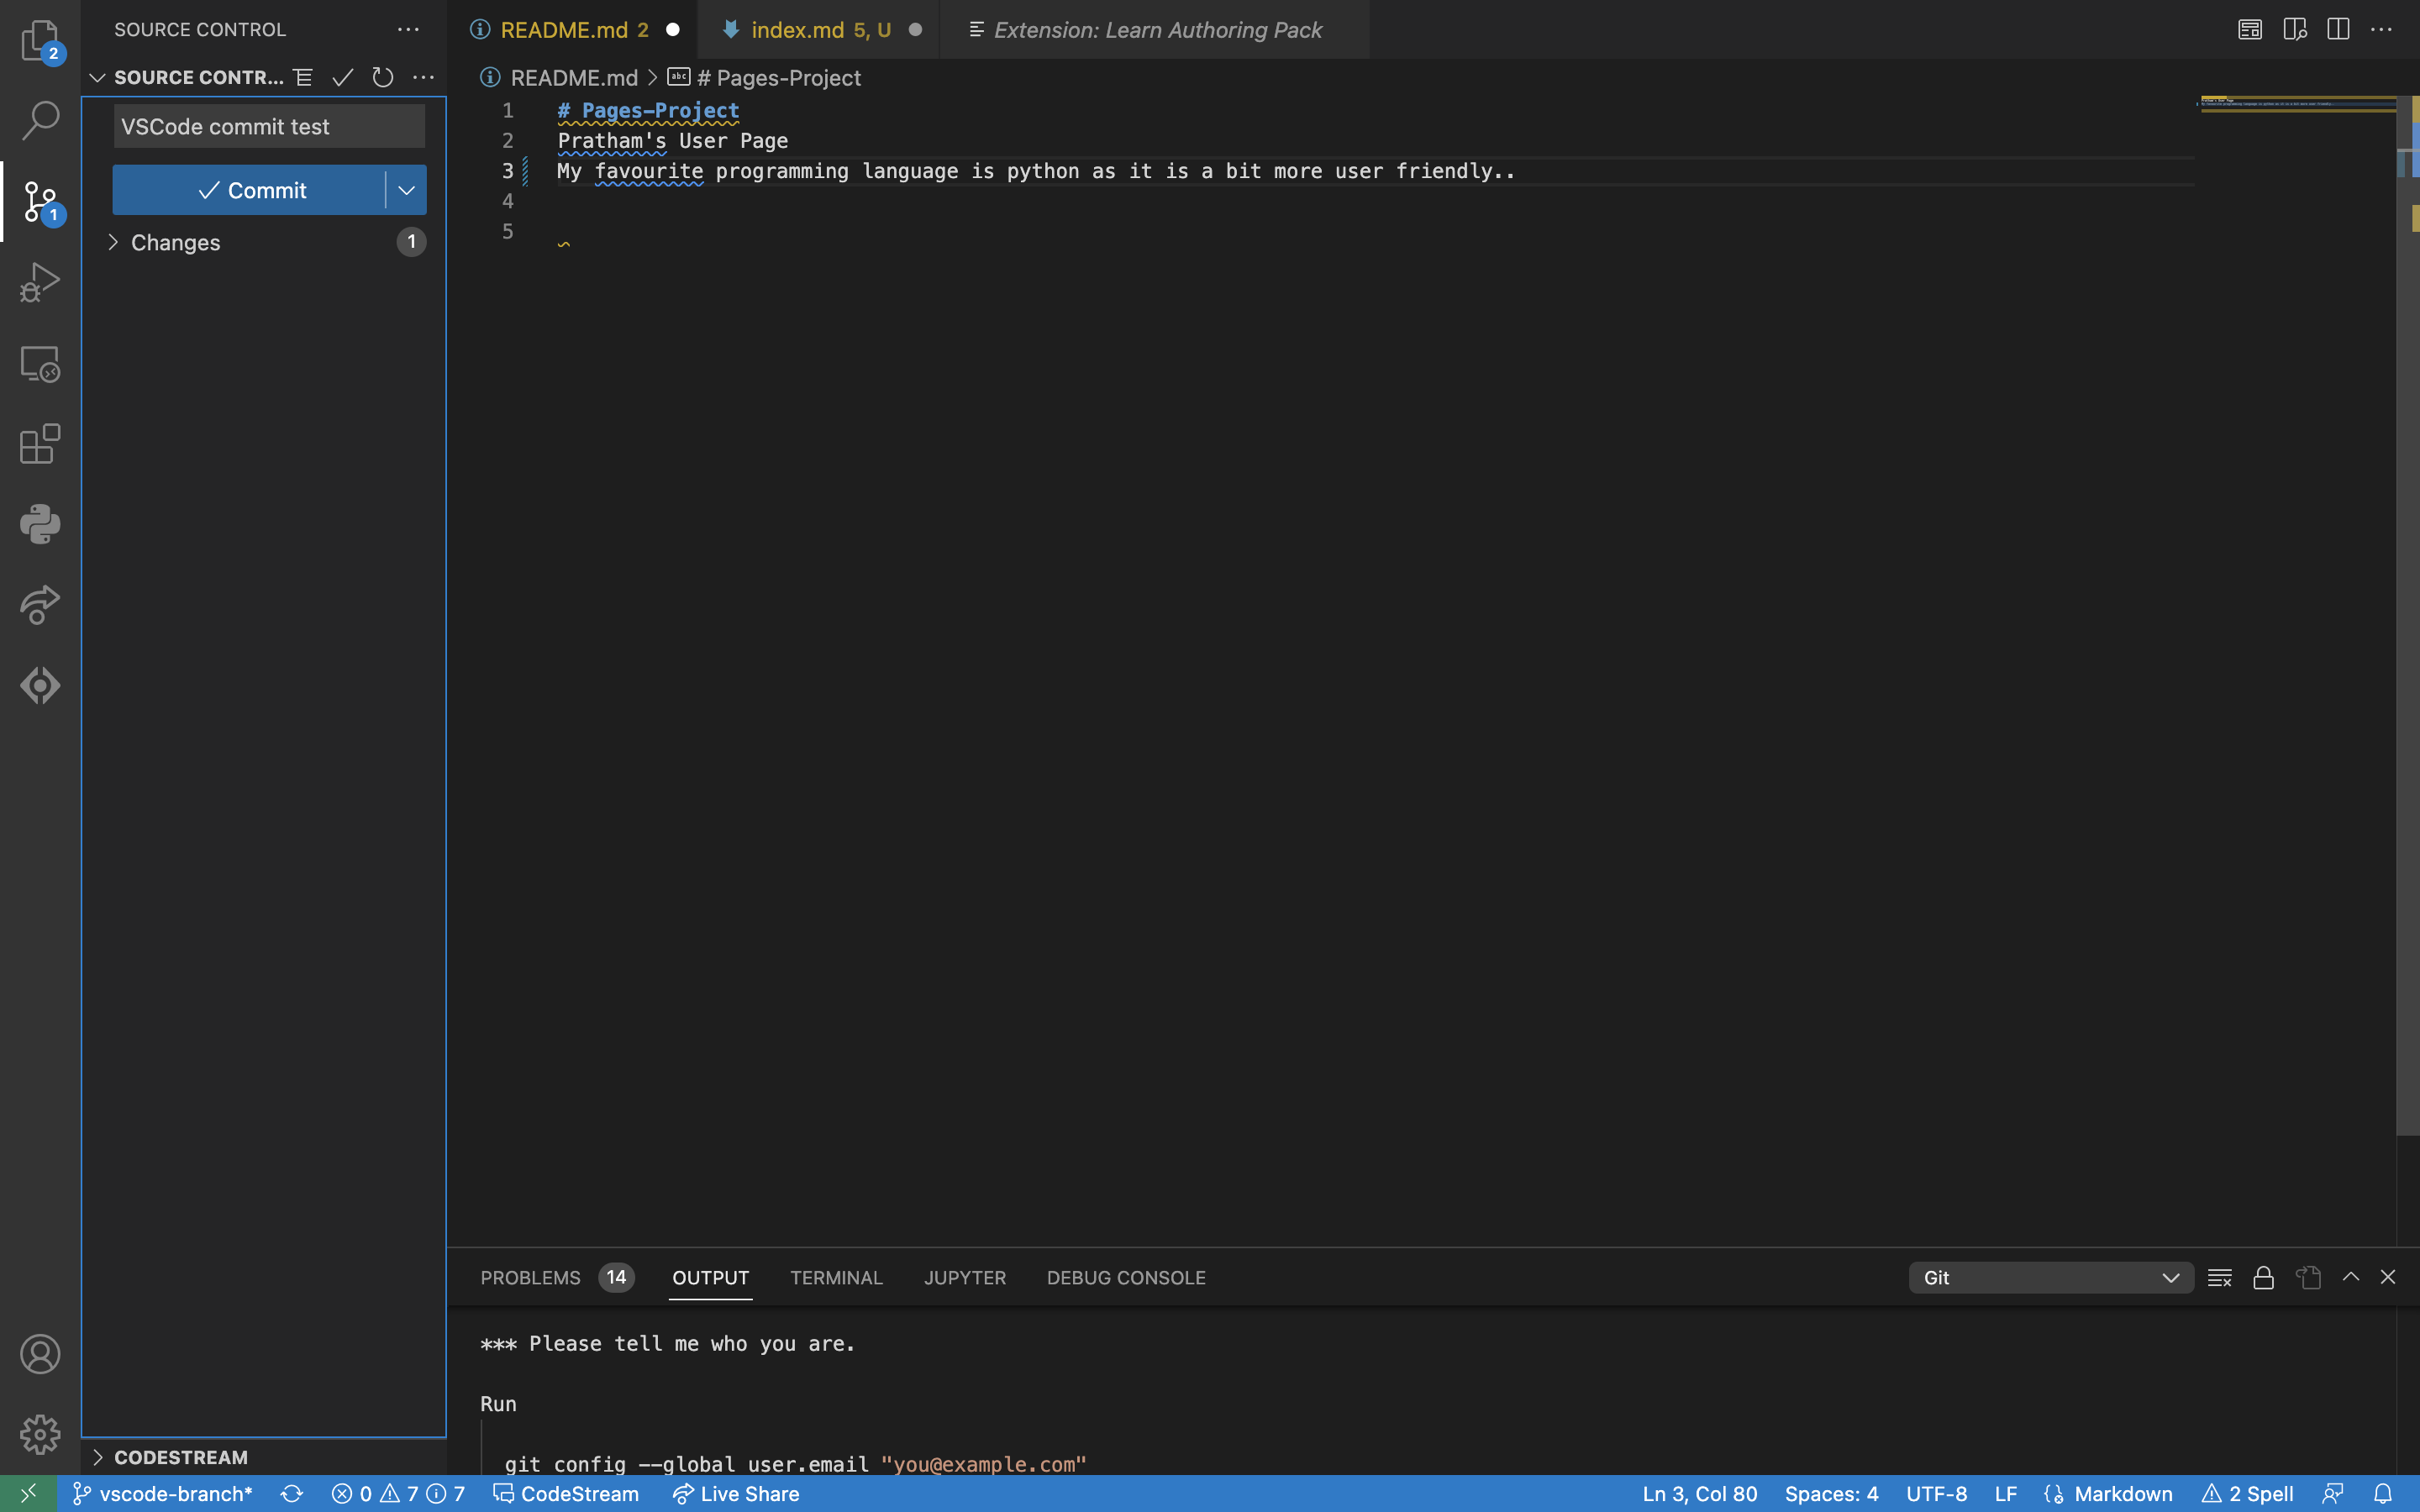 2
1
SOURCE CONTROL ...
SOURCE CONTR... ...
VSCode commit test
Commit
Changes 1
CODESTREAM
README.md 2
index.md 5, U
Extension: Learn Authoring Pack
...
README.md > abc # Pages-Project
1 # Pages-Project
2 Pratham's User Page
3 My favourite programming language is python as it is a bit more user friendly..
4
5
PROBLEMS 14 OUTPUT TERMINAL JUPYTER DEBUG CONSOLE Git
*** Please tell me who you are.
Run
git config --global user.email "you@example.com"
vscode-branch* 0 7 7 CodeStream Live Share Ln 3, Col 80 Spaces: 4 UTF-8 LF Markdown 2 Spell